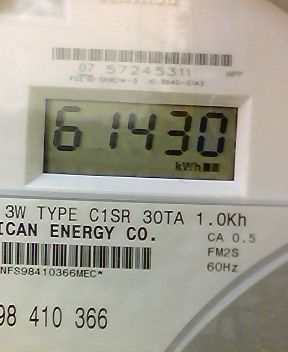 07 57245311 HPP
61430
kWh
3W TYPE C1SR 30TA 1.0Kh
ICAN ENERGY CO.
CA 0.5
FM2S
NFS98410366MEC*
60Hz
98 410 366